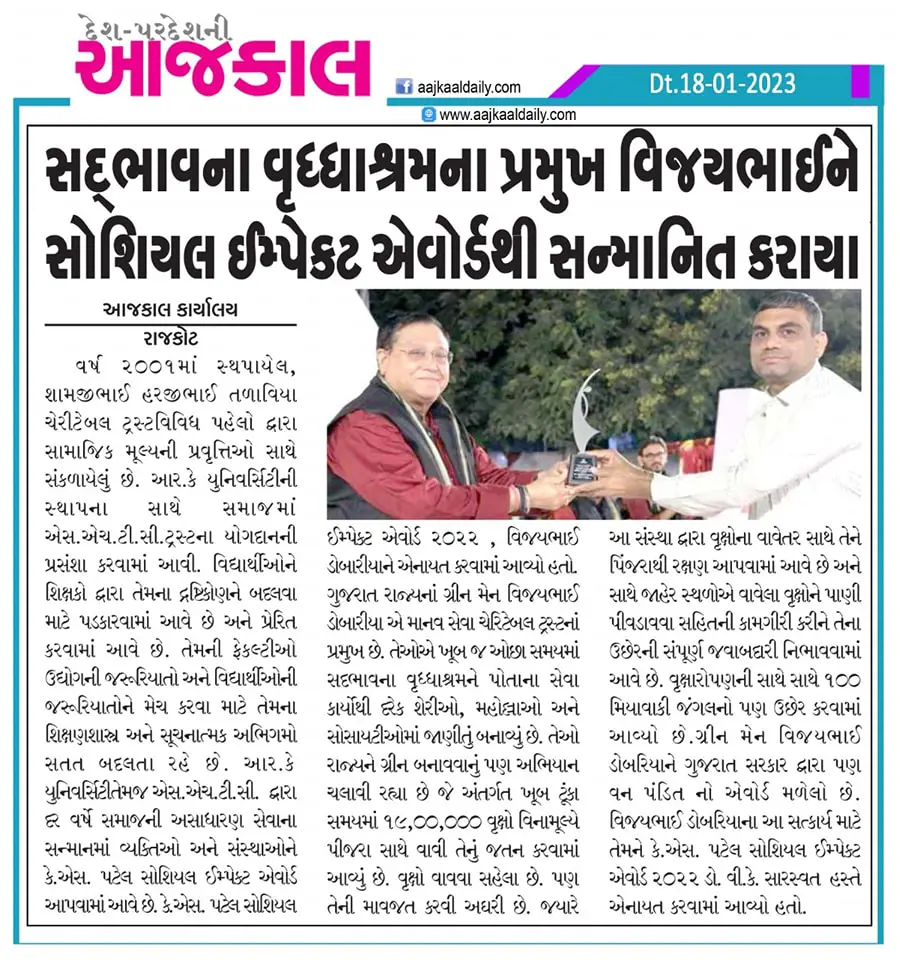 દેશ-પરદેશની
આજકાલ
aajkaaldaily.com
Dt.18-01-2023
www.aajkaaldaily.com
સદ્ભાવના વૃધ્ધાશ્રમના પ્રમુખ વિજયભાઈને
સોશિયલ ઈમ્પેકટ એવોર્ડથી સન્માનિત કરાયા
આજકાલ કાર્યાલય
રાજકોટ
વર્ષ ૨૦૦૧માં સ્થપાયેલ,
શામજીભાઈ હરજીભાઈ તળાવિયા
ચેરીટેબલ ટ્રસ્ટવિવિધ પહેલો દ્વારા
સામાજિક મૂલ્યની પ્રવૃત્તિઓ સાથે
સંકળાયેલું છે. આર.કે યુનિવર્સિટીની
સ્થાપના સાથે સમાજમાં
એસ.એચ.ટી.સી.ટ્રસ્ટના યોગદાનની
પ્રસંશા કરવામાં આવી. વિદ્યાર્થીઓને
શિક્ષકો દ્વારા તેમના દ્રષ્ટિકોણને બદલવા
માટે પડકારવામાં આવે છે અને પ્રેરિત
કરવામાં આવે છે. તેમની ફેકલ્ટીઓ
ઉદ્યોગની જરૂરિયાતો અને વિદ્યાર્થીઓની
જરૂરિયાતોને મેચ કરવા માટે તેમના
શિક્ષણશાસ્ત્ર અને સૂચનાત્મક અભિગમો
સતત બદલતા રહે છે. આર.કે
યુનિવર્સિટીતેમજ એસ.એચ.ટી.સી. દ્વારા
દર વર્ષે સમાજની અસાધારણ સેવાના
સન્માનમાં વ્યક્તિઓ અને સંસ્થાઓને
કે.એસ. પટેલ સોશિયલ ઈમ્પેક્ટ એવોર્ડ
આપવામાં આવે છે. કે.એસ. પટેલ સોશિયલ
ઈમ્પેક્ટ એવોર્ડ ૨૦૨૨ , વિજયભાઈ
ડોબારીયાને એનાયત કરવામાં આવ્યો હતો.
ગુજરાત રાજ્યનાં ગ્રીન મેન વિજયભાઈ
ડોબારીયા એ માનવ સેવા ચેરિટેબલ ટ્રસ્ટનાં
પ્રમુખ છે. તેઓએ ખૂબ જ ઓછા સમયમાં
સદભાવના વૃધ્ધાશ્રમને પોતાના સેવા
કાર્યોથી દરેક શેરીઓ, મહોલ્લાઓ અને
સોસાયટીઓમાં જાણીતું બનાવ્યું છે. તેઓ
રાજ્યને ગ્રીન બનાવવાનું પણ અભિયાન
ચલાવી રહ્યા છે જે અંતર્ગત ખૂબ ટૂંકા
સમયમાં ૧૯,૦૦,૦૦૦ વૃક્ષો વિનામૂલ્યે
પીજરા સાથે વાવી તેનું જતન કરવામાં
આવ્યું છે. વૃક્ષો વાવવા સહેલા છે. પણ
તેની માવજત કરવી અઘરી છે. જયારે
આ સંસ્થા દ્વારા વૃક્ષોના વાવેતર સાથે તેને
પિંજરાથી રક્ષણ આપવામાં આવે છે અને
સાથે જાહેર સ્થળોએ વાવેલા વૃક્ષોને પાણી
પીવડાવવા સહિતની કામગીરી કરીને તેના
ઉછેરની સંપૂર્ણ જવાબદારી નિભાવવામાં
આવે છે. વૃક્ષારોપણની સાથે સાથે ૧૦૦
મિયાવાકી જંગલનો પણ ઉછેર કરવામાં
આવ્યો છે.ગ્રીન મેન વિજયભાઈ
ડોબરિયાને ગુજરાત સરકાર દ્વારા પણ
વન પંડિત નો એવોર્ડ મળેલો છે.
વિજયભાઈ ડોબરિયાના આ સત્કાર્ય માટે
તેમને કે.એસ. પટેલ સોશિયલ ઈમ્પેક્ટ
એવોર્ડ ૨૦૨૨ ડો. વી.કે. સારસ્વત હસ્તે
એનાયત કરવામાં આવ્યો હતો.